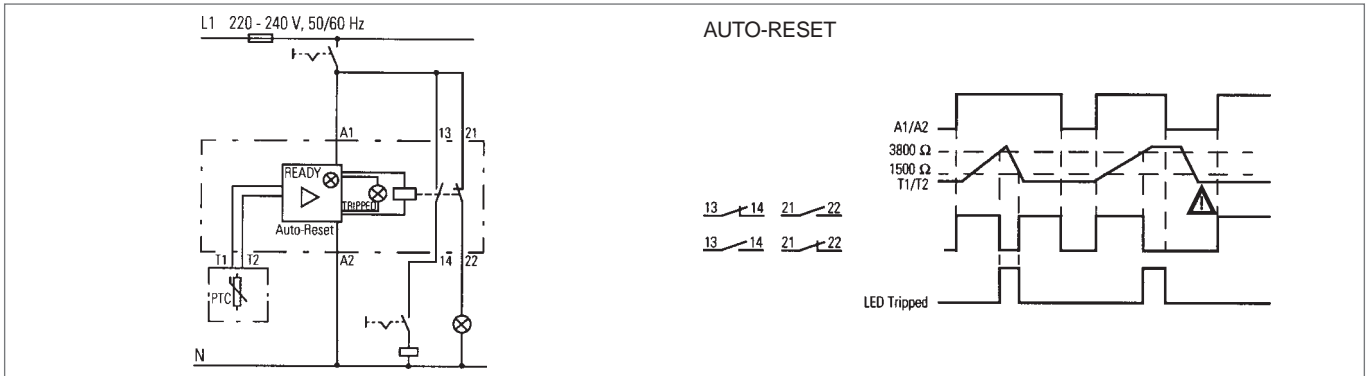 L1 220 - 240 V, 50/60 Hz
A1 13 21
READY
TRIPPED
Auto-Reset
T1 T2 A2 14 22
PTC
N
AUTO-RESET
A1/A2
3800 Ω
1500 Ω
T1/T2
13 14 21 22
13 14 21 22
LED Tripped